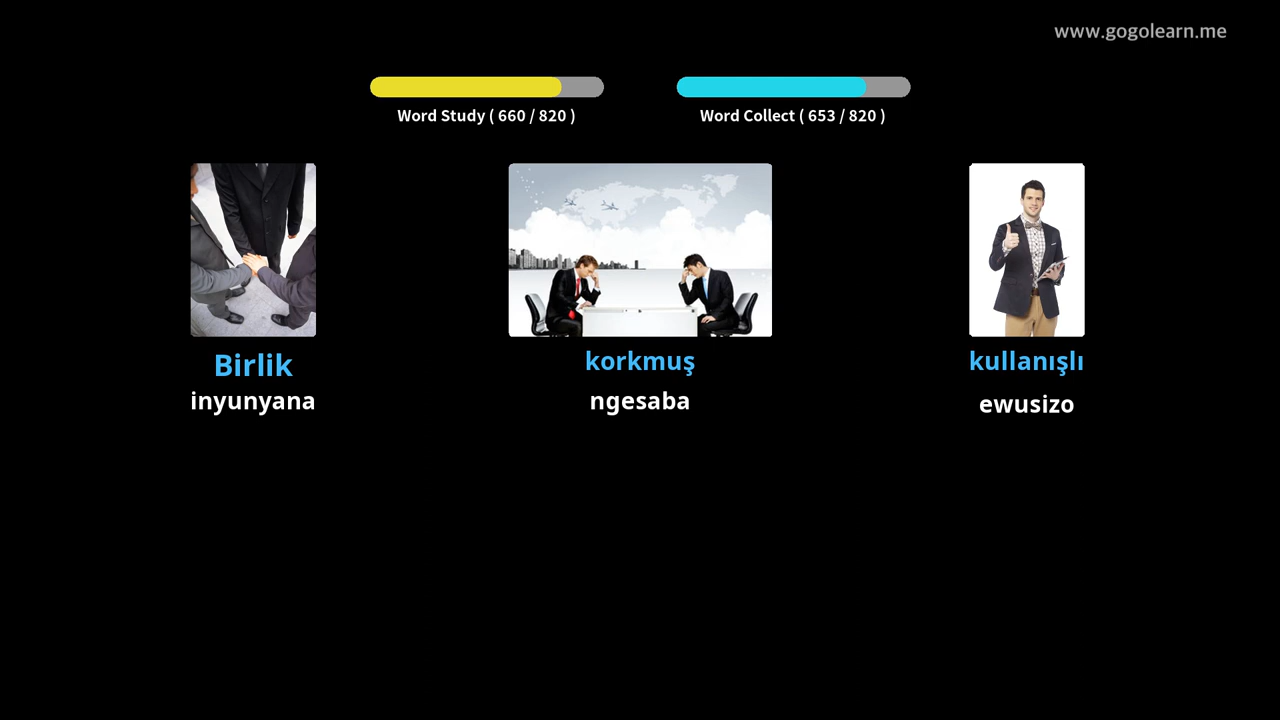 www.gogolearn.me
Word Study ( 660 / 820 )
Word Collect ( 653 / 820 )
Birlik
inyunyana
korkmuş
ngesaba
kullanışlı
ewusizo